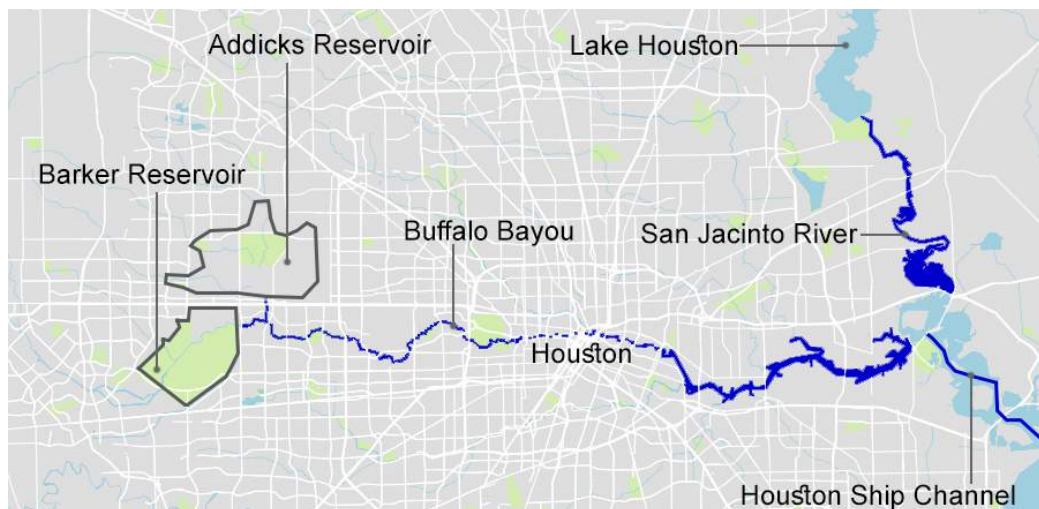 Addicks Reservoir
Lake Houston
Barker Reservoir
Buffalo Bayou
San Jacinto River
Houston
Houston Ship Channel